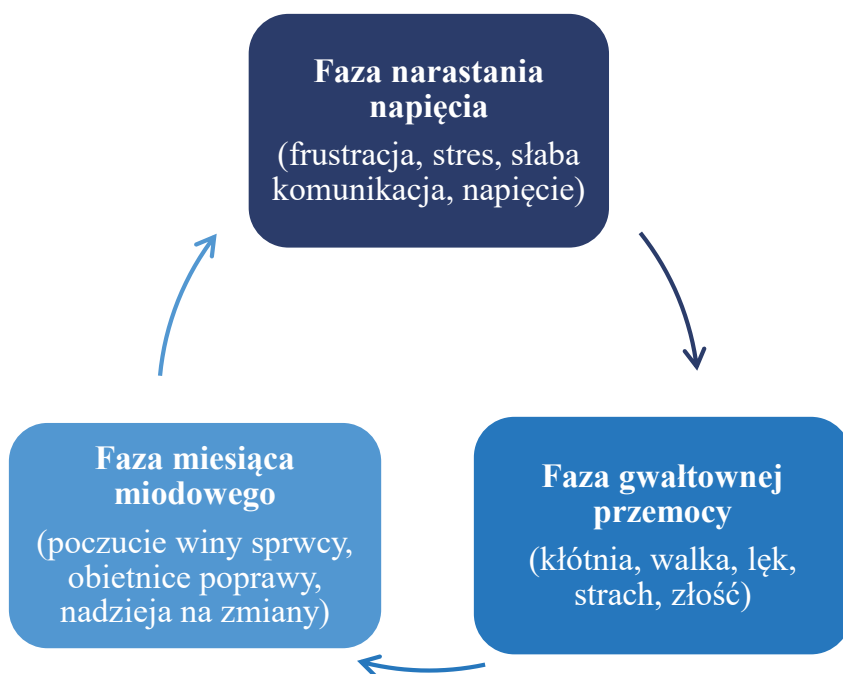 Faza narastania
napięcia
(frustracja, stres, słaba
komunikacja, napięcie)
Faza gwałtownej
przemocy
(kłótnia, walka, lęk,
strach, złość)
Faza miesiąca
miodowego
(poczucie winy sprwcy,
obietnice poprawy,
nadzieja na zmiany)